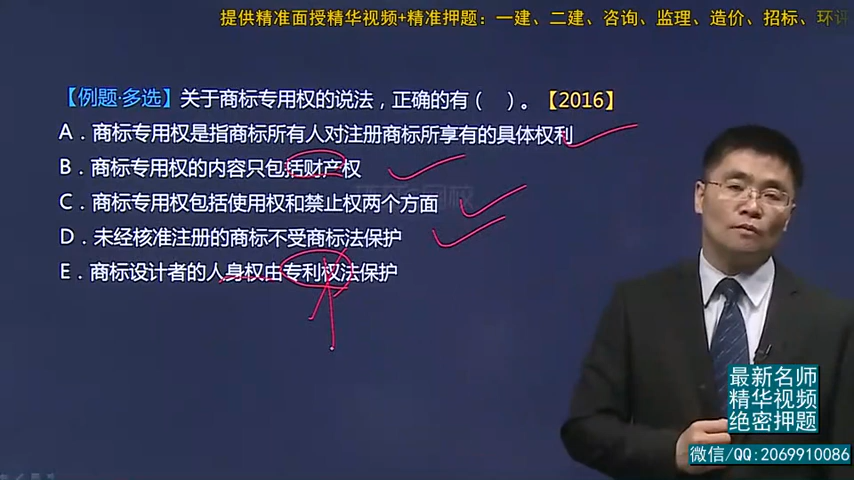 提供精准面授精华视频+精准押题：一建、二建、咨询、监理、造价、招标、环评
【例题·多选】关于商标专用权的说法，正确的有（ ）。【2016】
A．商标专用权是指商标所有人对注册商标所享有的具体权利
B．商标专用权的内容只包括财产权
C．商标专用权包括使用权和禁止权两个方面
D．未经核准注册的商标不受商标法保护
E．商标设计者的人身权由专利权法保护
最新名师
精华视频
绝密押题
微信/QQ:2069910086